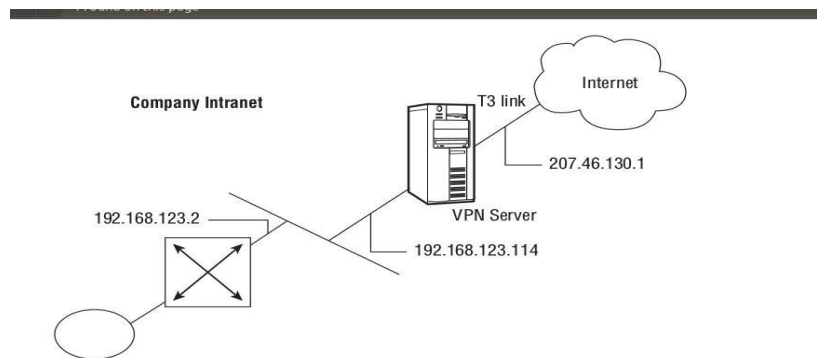 Company Intranet
Internet
T3 link
207.46.130.1
192.168.123.2
VPN Server
192.168.123.114